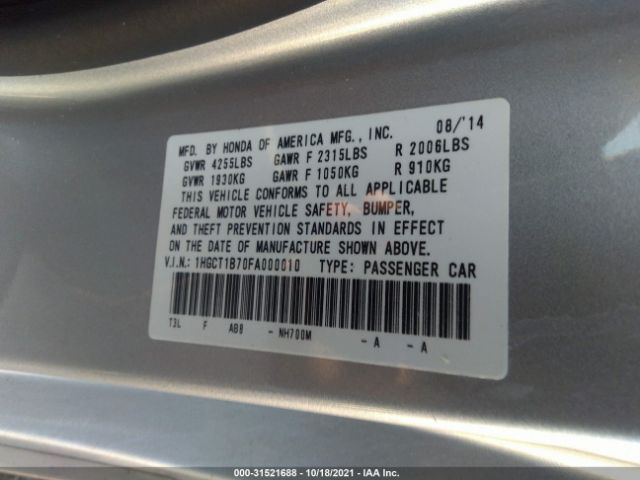 MFD. BY HONDA OF AMERICA MFG., INC. 08/'14
GVWR 4255LBS GAWR F 2315LBS R 2006LBS
GVWR 1930KG GAWR F 1050KG R 910KG
THIS VEHICLE CONFORMS TO ALL APPLICABLE
FEDERAL MOTOR VEHICLE SAFETY, BUMPER,
AND THEFT PREVENTION STANDARDS IN EFFECT
ON THE DATE OF MANUFACTURE SHOWN ABOVE.
V.I.N.: 1HGCT1B70FA000010 TYPE: PASSENGER CAR
T3L F AB9 - NH700M - A - A
000-31521688 - 10/18/2021 - IAA Inc.